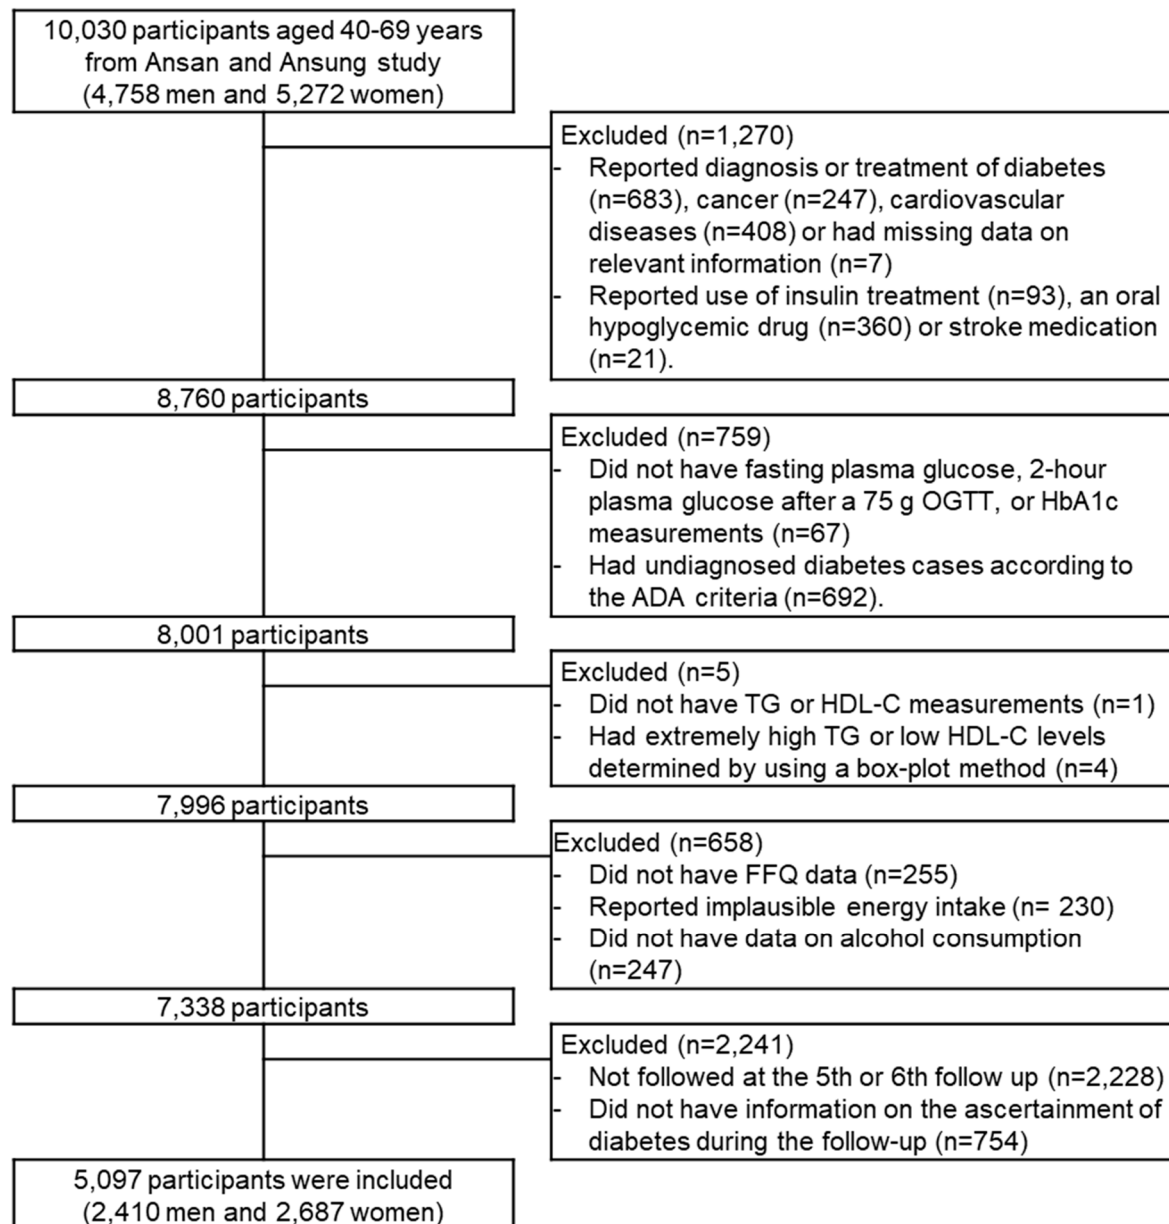 10,030 participants aged 40-69 years
from Ansan and Ansung study
(4,758 men and 5,272 women)
Excluded (n=1,270)
- Reported diagnosis or treatment of diabetes
(n=683), cancer (n=247), cardiovascular
diseases (n=408) or had missing data on
relevant information (n=7)
- Reported use of insulin treatment (n=93), an oral
hypoglycemic drug (n=360) or stroke medication
(n=21).
8,760 participants
Excluded (n=759)
- Did not have fasting plasma glucose, 2-hour
plasma glucose after a 75 g OGTT, or HbA1c
measurements (n=67)
- Had undiagnosed diabetes cases according to
the ADA criteria (n=692).
8,001 participants
Excluded (n=5)
- Did not have TG or HDL-C measurements (n=1)
- Had extremely high TG or low HDL-C levels
determined by using a box-plot method (n=4)
7,996 participants
Excluded (n=658)
- Did not have FFQ data (n=255)
- Reported implausible energy intake (n= 230)
- Did not have data on alcohol consumption
(n=247)
7,338 participants
Excluded (n=2,241)
- Not followed at the 5th or 6th follow up (n=2,228)
- Did not have information on the ascertainment of
diabetes during the follow-up (n=754)
5,097 participants were included
(2,410 men and 2,687 women)